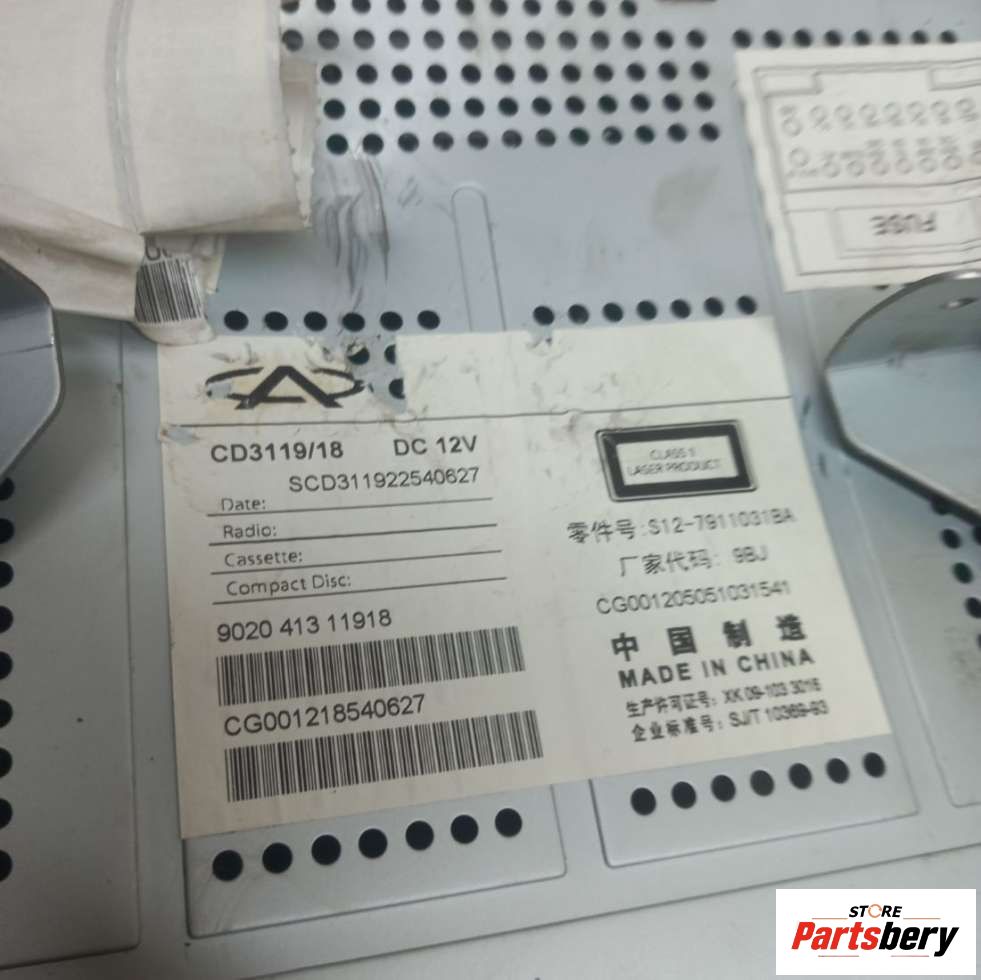 FUSE
CD3119/18 DC 12V
SCD311922540627
Date:
Radio:
Cassette:
Compact Disc:
9020 413 11918
CG001218540627
CLASS 1
LASER PRODUCT
零件号:S12-7911031BA
厂家代码: 9BJ
CG001205051031541
中国制造
MADE IN CHINA
生产许可证号: XK 09-103 3016
企业标准号: SJ/T 10369-93
STORE
Partsbery